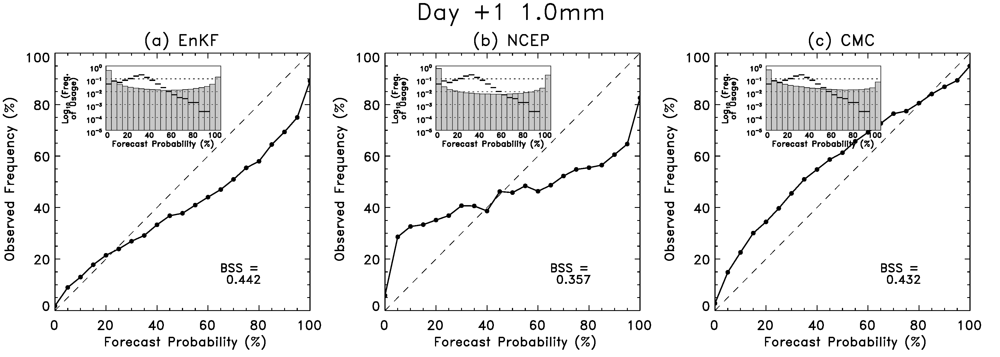 Day +1 1.0mm
(a) EnKF
(b) NCEP
(c) CMC
Observed Frequency (%)
100
80
60
40
20
0
0 20 40 60 80 100
Forecast Probability (%)
Log₁₀ (Freq.
of Usage)
10⁰
10⁻¹
10⁻²
10⁻³
10⁻⁴
10⁻⁵
0 20 40 60 80 100
Forecast Probability (%)
BSS =
0.442
Observed Frequency (%)
100
80
60
40
20
0
0 20 40 60 80 100
Forecast Probability (%)
Log₁₀ (Freq.
of Usage)
10⁰
10⁻¹
10⁻²
10⁻³
10⁻⁴
10⁻⁵
0 20 40 60 80 100
Forecast Probability (%)
BSS =
0.357
Observed Frequency (%)
100
80
60
40
20
0
0 20 40 60 80 100
Forecast Probability (%)
Log₁₀ (Freq.
of Usage)
10⁰
10⁻¹
10⁻²
10⁻³
10⁻⁴
10⁻⁵
0 20 40 60 80 100
Forecast Probability (%)
BSS =
0.432